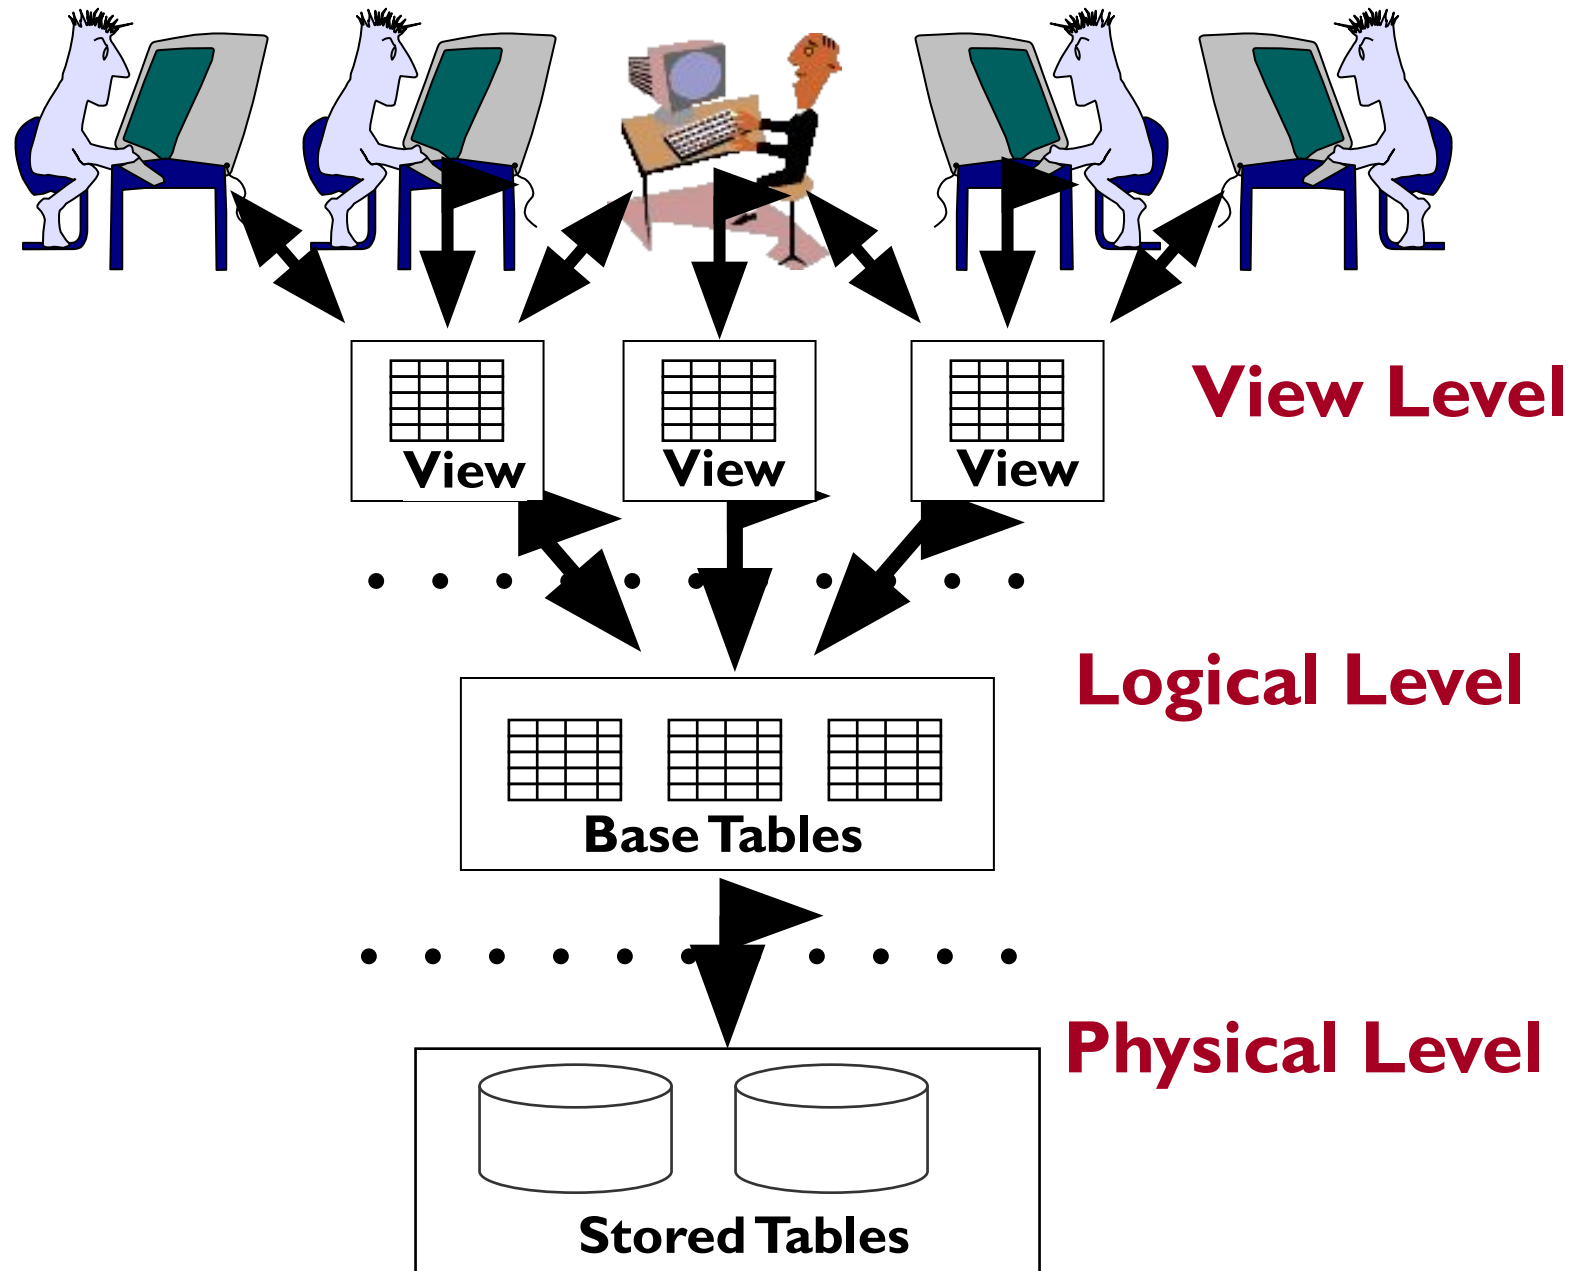 View Level
View
View
View
Logical Level
Base Tables
Physical Level
Stored Tables